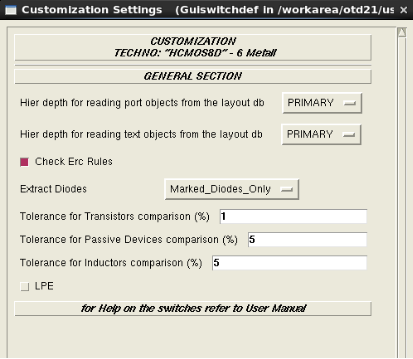 Customization Settings (Guiswitchdef in /workarea/otd21/us
CUSTOMIZATION
TECHNO: "HCMOS8D" - 6 Metall
GENERAL SECTION
Hier depth for reading port objects from the layout db PRIMARY
Hier depth for reading text objects from the layout db PRIMARY
Check Erc Rules
Extract Diodes Marked_Diodes_Only
Tolerance for Transistors comparison (%) 1
Tolerance for Passive Devices comparison (%) 5
Tolerance for Inductors comparison (%) 5
LPE
for Help on the switches refer to User Manual